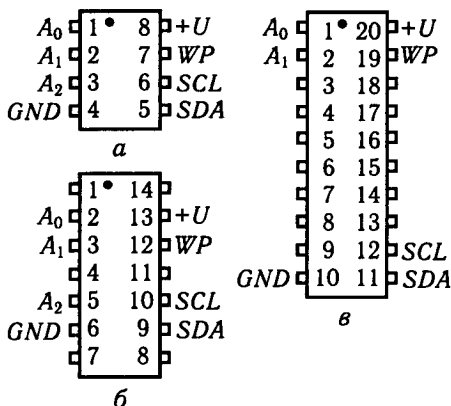 A₀ 1 8 +U
A₁ 2 7 WP
A₂ 3 6 SCL
GND 4 5 SDA
а
1 14
A₀ 2 13 +U
A₁ 3 12 WP
4 11
A₂ 5 10 SCL
GND 6 9 SDA
7 8
б
A₀ 1 20 +U
A₁ 2 19 WP
3 18
4 17
5 16
6 15
7 14
8 13
9 12 SCL
GND 10 11 SDA
в